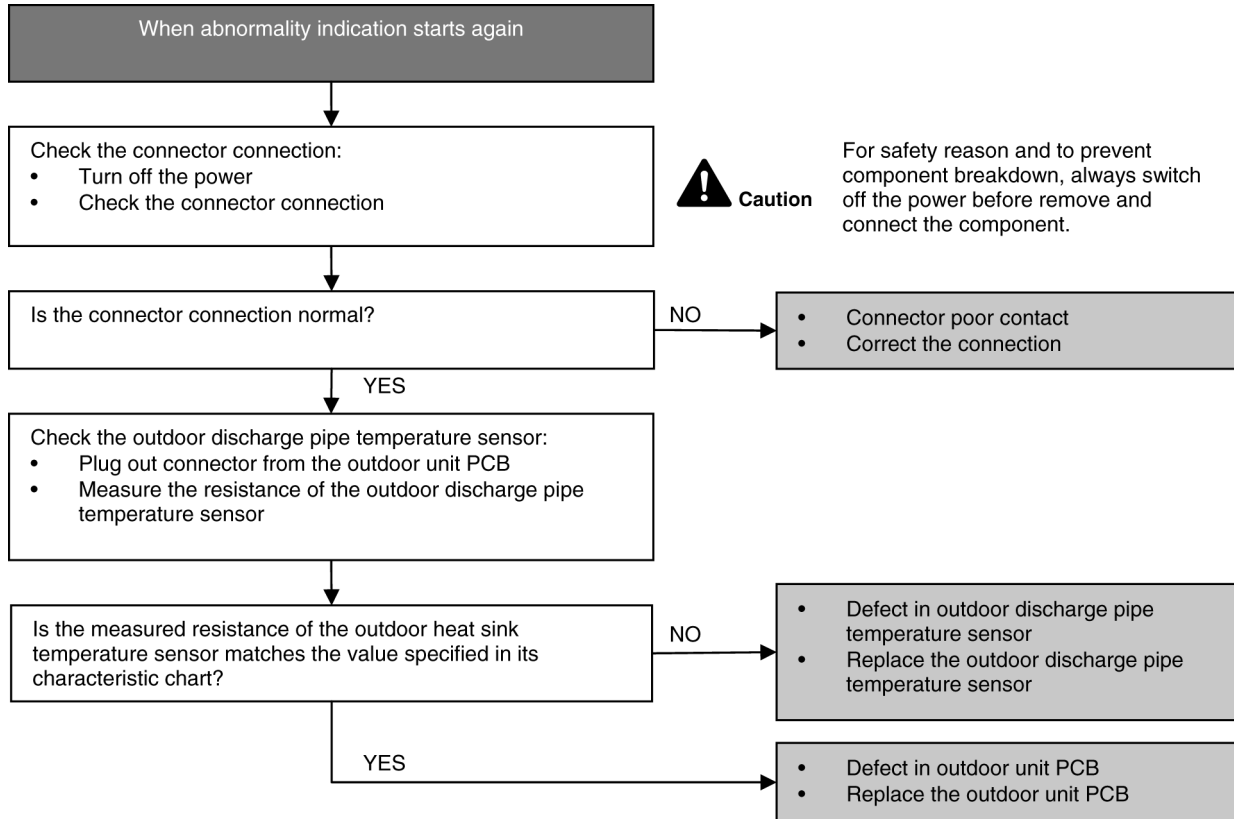 When abnormality indication starts again
Check the connector connection:
• Turn off the power
• Check the connector connection
Caution
For safety reason and to prevent
component breakdown, always switch
off the power before remove and
connect the component.
Is the connector connection normal?
NO
• Connector poor contact
• Correct the connection
YES
Check the outdoor discharge pipe temperature sensor:
• Plug out connector from the outdoor unit PCB
• Measure the resistance of the outdoor discharge pipe
temperature sensor
Is the measured resistance of the outdoor heat sink
temperature sensor matches the value specified in its
characteristic chart?
NO
• Defect in outdoor discharge pipe
temperature sensor
• Replace the outdoor discharge pipe
temperature sensor
YES
• Defect in outdoor unit PCB
• Replace the outdoor unit PCB